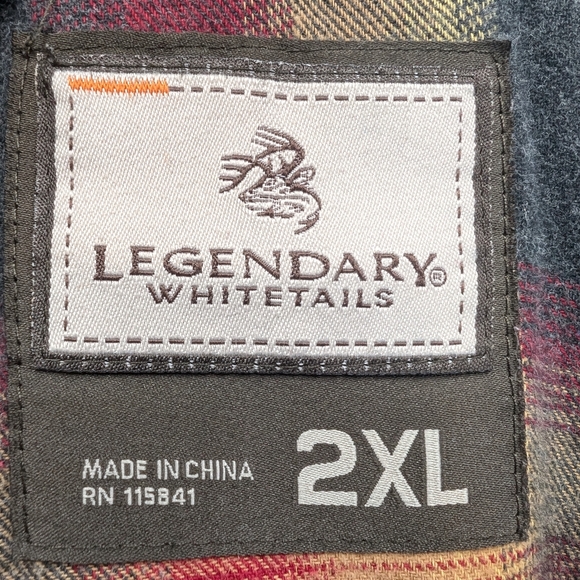 LEGENDARY®
WHITETAILS
MADE IN CHINA
RN 115841
2XL